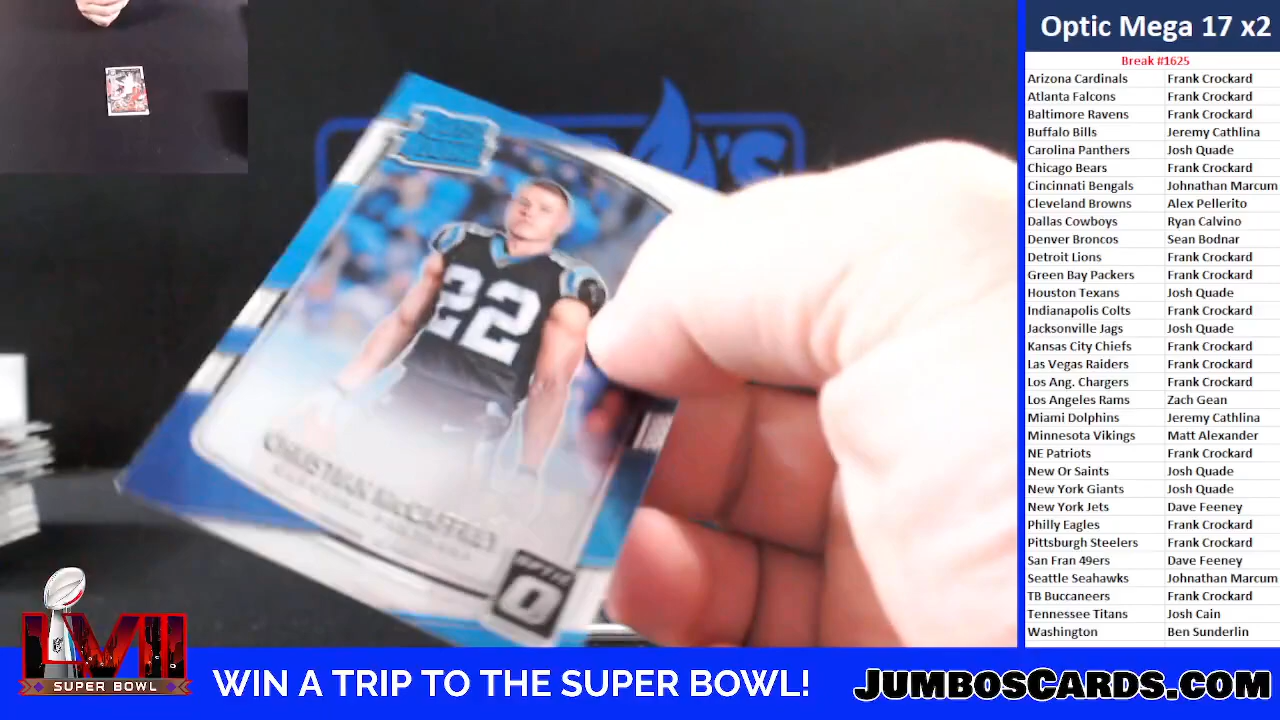 Optic Mega 17 x2
Break #1625
Arizona Cardinals Frank Crockard
Atlanta Falcons Frank Crockard
Baltimore Ravens Frank Crockard
Buffalo Bills Jeremy Cathlina
Carolina Panthers Josh Quade
Chicago Bears Frank Crockard
Cincinnati Bengals Johnathan Marcum
Cleveland Browns Alex Pellerito
Dallas Cowboys Ryan Calvino
Denver Broncos Sean Bodnar
Detroit Lions Frank Crockard
Green Bay Packers Frank Crockard
Houston Texans Josh Quade
Indianapolis Colts Frank Crockard
Jacksonville Jags Josh Quade
Kansas City Chiefs Frank Crockard
Las Vegas Raiders Frank Crockard
Los Ang. Chargers Frank Crockard
Los Angeles Rams Zach Gean
Miami Dolphins Jeremy Cathlina
Minnesota Vikings Matt Alexander
NE Patriots Frank Crockard
New Or Saints Josh Quade
New York Giants Josh Quade
New York Jets Dave Feeney
Philly Eagles Frank Crockard
Pittsburgh Steelers Frank Crockard
San Fran 49ers Dave Feeney
Seattle Seahawks Johnathan Marcum
TB Buccaneers Frank Crockard
Tennessee Titans Josh Cain
Washington Ben Sunderlin
22
CHRISTIAN McCAFFREY
OPTIC
LVII
SUPER BOWL
WIN A TRIP TO THE SUPER BOWL!
JUMBOSCARDS.COM